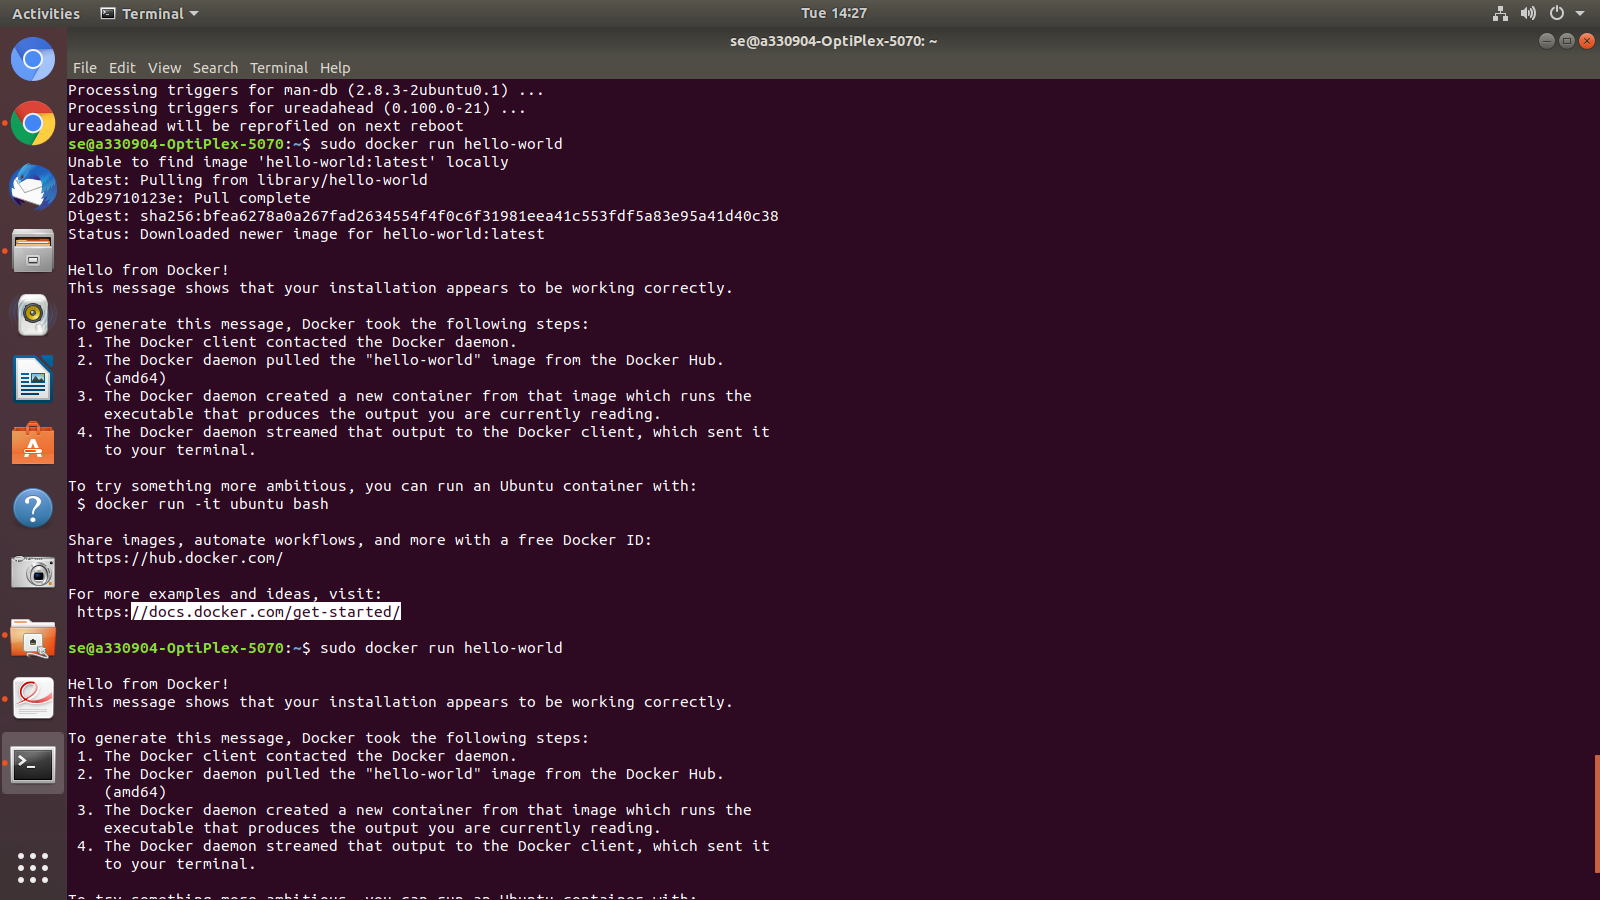 Activities Terminal Tue 14:27
se@a330904-OptiPlex-5070: ~
File Edit View Search Terminal Help
Processing triggers for man-db (2.8.3-2ubuntu0.1) ...
Processing triggers for ureadahead (0.100.0-21) ...
ureadahead will be reprofiled on next reboot
se@a330904-OptiPlex-5070:~$ sudo docker run hello-world
Unable to find image 'hello-world:latest' locally
latest: Pulling from library/hello-world
2db29710123e: Pull complete
Digest: sha256:bfea6278a0a267fad2634554f4f0c6f31981eea41c553fdf5a83e95a41d40c38
Status: Downloaded newer image for hello-world:latest
Hello from Docker!
This message shows that your installation appears to be working correctly.
To generate this message, Docker took the following steps:
1. The Docker client contacted the Docker daemon.
2. The Docker daemon pulled the "hello-world" image from the Docker Hub.
(amd64)
3. The Docker daemon created a new container from that image which runs the
executable that produces the output you are currently reading.
4. The Docker daemon streamed that output to the Docker client, which sent it
to your terminal.
To try something more ambitious, you can run an Ubuntu container with:
$ docker run -it ubuntu bash
Share images, automate workflows, and more with a free Docker ID:
https://hub.docker.com/
For more examples and ideas, visit:
https://docs.docker.com/get-started/
se@a330904-OptiPlex-5070:~$ sudo docker run hello-world
Hello from Docker!
This message shows that your installation appears to be working correctly.
To generate this message, Docker took the following steps:
1. The Docker client contacted the Docker daemon.
2. The Docker daemon pulled the "hello-world" image from the Docker Hub.
(amd64)
3. The Docker daemon created a new container from that image which runs the
executable that produces the output you are currently reading.
4. The Docker daemon streamed that output to the Docker client, which sent it
to your terminal.
To try something more ambitious, you can run an Ubuntu container with: